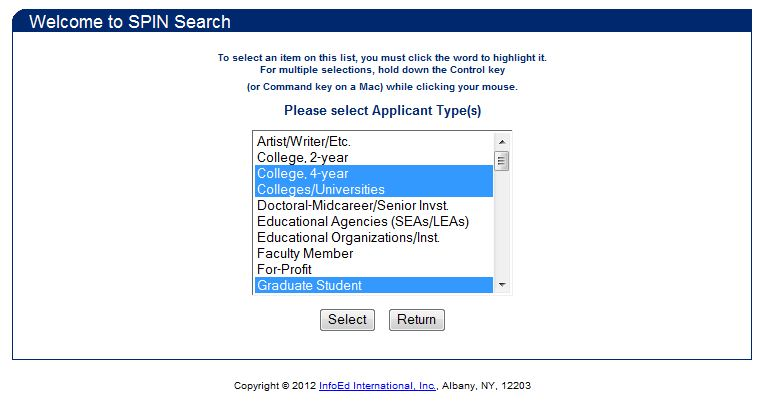 Welcome to SPIN Search
To select an item on this list, you must click the word to highlight it.
For multiple selections, hold down the Control key
(or Command key on a Mac) while clicking your mouse.
Please select Applicant Type(s)
Artist/Writer/Etc.
College, 2-year
College, 4-year
Colleges/Universities
Doctoral-Midcareer/Senior Invst.
Educational Agencies (SEAs/LEAs)
Educational Organizations/Inst.
Faculty Member
For-Profit
Graduate Student
Select Return
Copyright © 2012 InfoEd International, Inc., Albany, NY, 12203